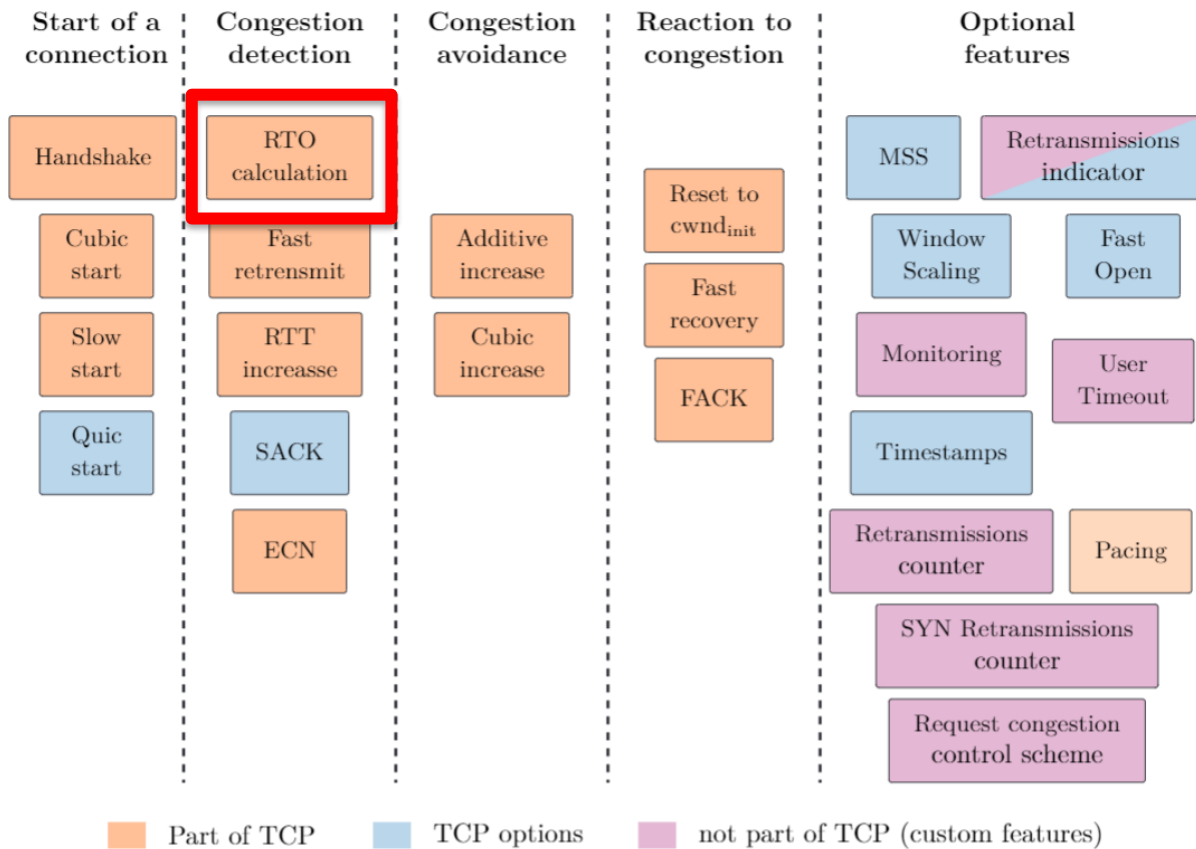 Start of a
connection
Congestion
detection
Congestion
avoidance
Reaction to
congestion
Optional
features
Handshake
Cubic
start
Slow
start
Quic
start
RTO
calculation
Fast
retrensmit
RTT
increasse
SACK
ECN
Additive
increase
Cubic
increase
Reset to
cwnd_init
Fast
recovery
FACK
MSS
Retransmissions
indicator
Window
Scaling
Fast
Open
Monitoring
User
Timeout
Timestamps
Retransmissions
counter
Pacing
SYN Retransmissions
counter
Request congestion
control scheme
Part of TCP
TCP options
not part of TCP (custom features)